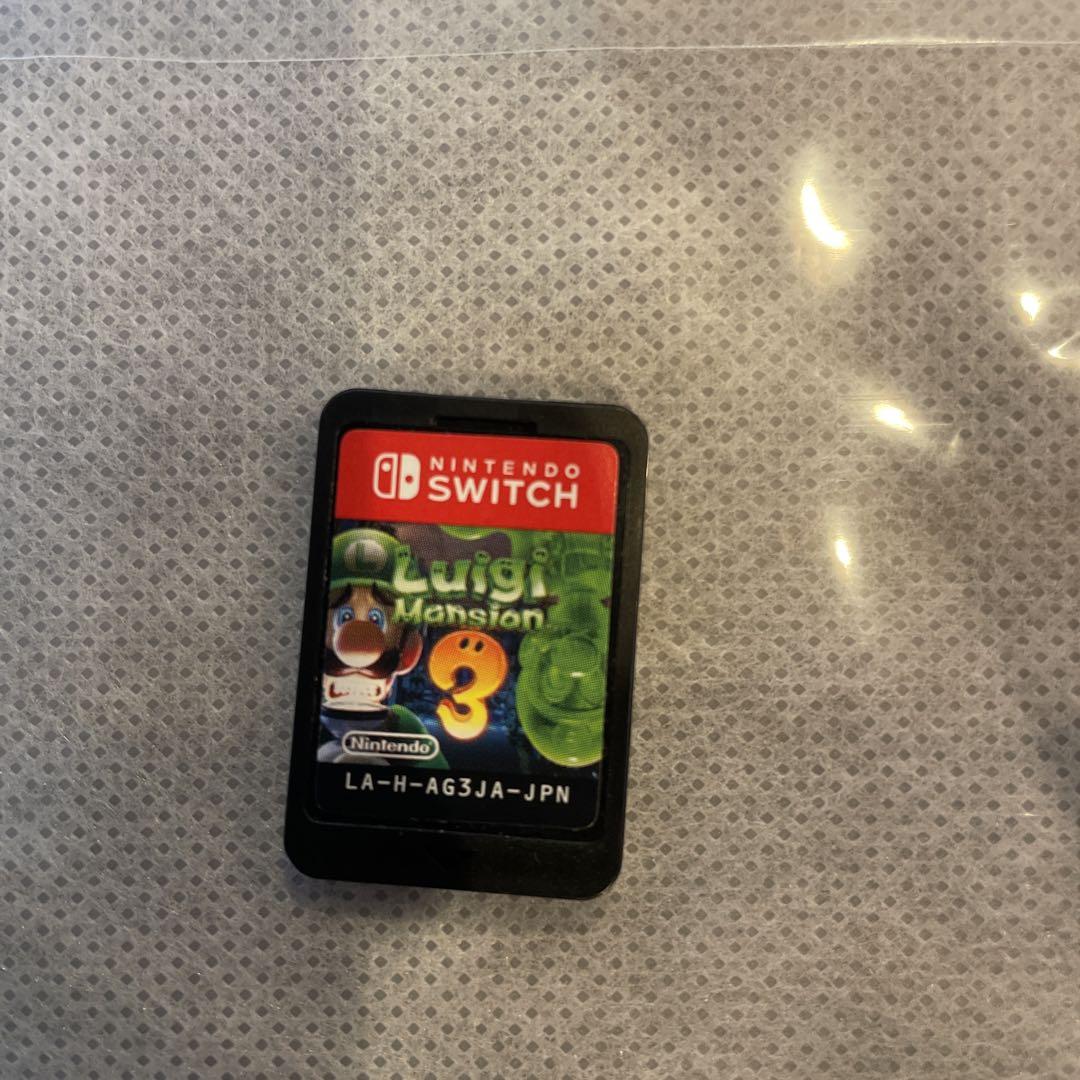 NINTENDO
SWITCH
Luigi
Mansion
3
Nintendo
LA-H-AG3JA-JPN